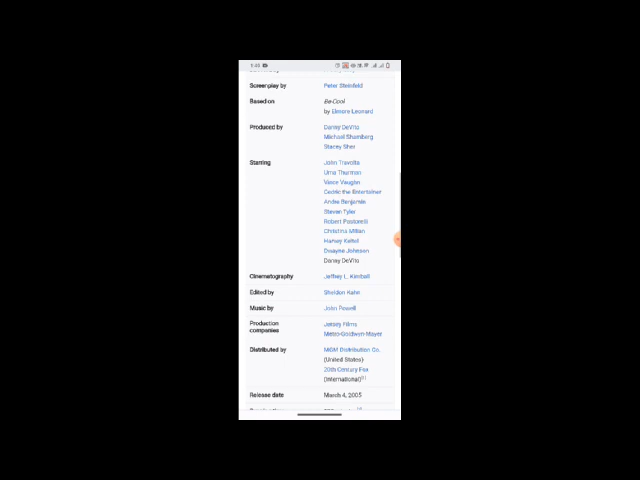 1:46
Screenplay by Peter Steinfeld
Based on Be Cool
by Elmore Leonard
Produced by Danny DeVito
Michael Shamberg
Stacey Sher
Starring John Travolta
Uma Thurman
Vince Vaughn
Cedric the Entertainer
Andre Benjamin
Steven Tyler
Robert Pastorelli
Christina Milian
Harvey Keitel
Dwayne Johnson
Danny DeVito
Cinematography Jeffrey L. Kimball
Edited by Sheldon Kahn
Music by John Powell
Production companies Jersey Films
Metro-Goldwyn-Mayer
Distributed by MGM Distribution Co.
(United States)
20th Century Fox
(International)
Release date March 4, 2005